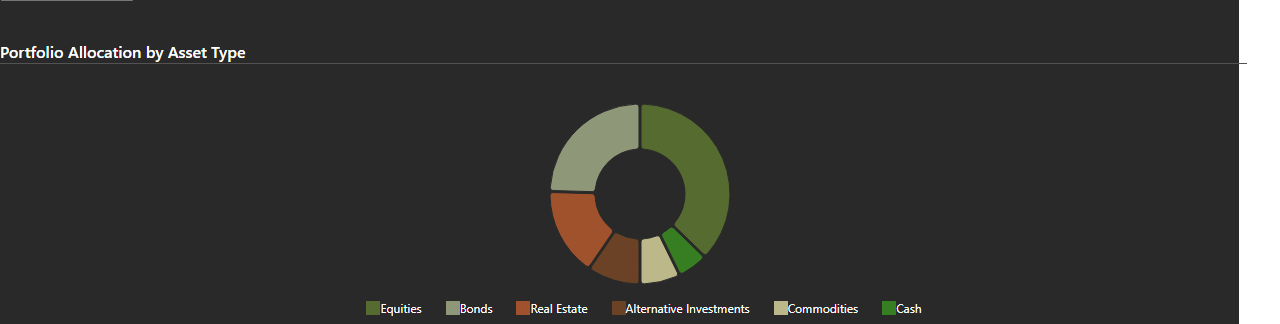 Portfolio Allocation by Asset Type
Equities Bonds Real Estate Alternative Investments Commodities Cash